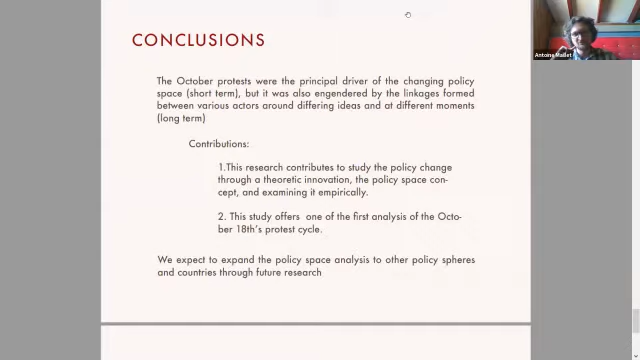 CONCLUSIONS
Antoine Maillet
The October protests were the principal driver of the changing policy
space (short term), but it was also engendered by the linkages formed
between various actors around differing ideas and at different moments
(long term)
Contributions:
1.This research contributes to study the policy change
through a theoretic innovation, the policy space con-
cept, and examining it empirically.
2. This study offers one of the first analysis of the Octo-
ber 18th's protest cycle.
We expect to expand the policy space analysis to other policy spheres
and countries through future research